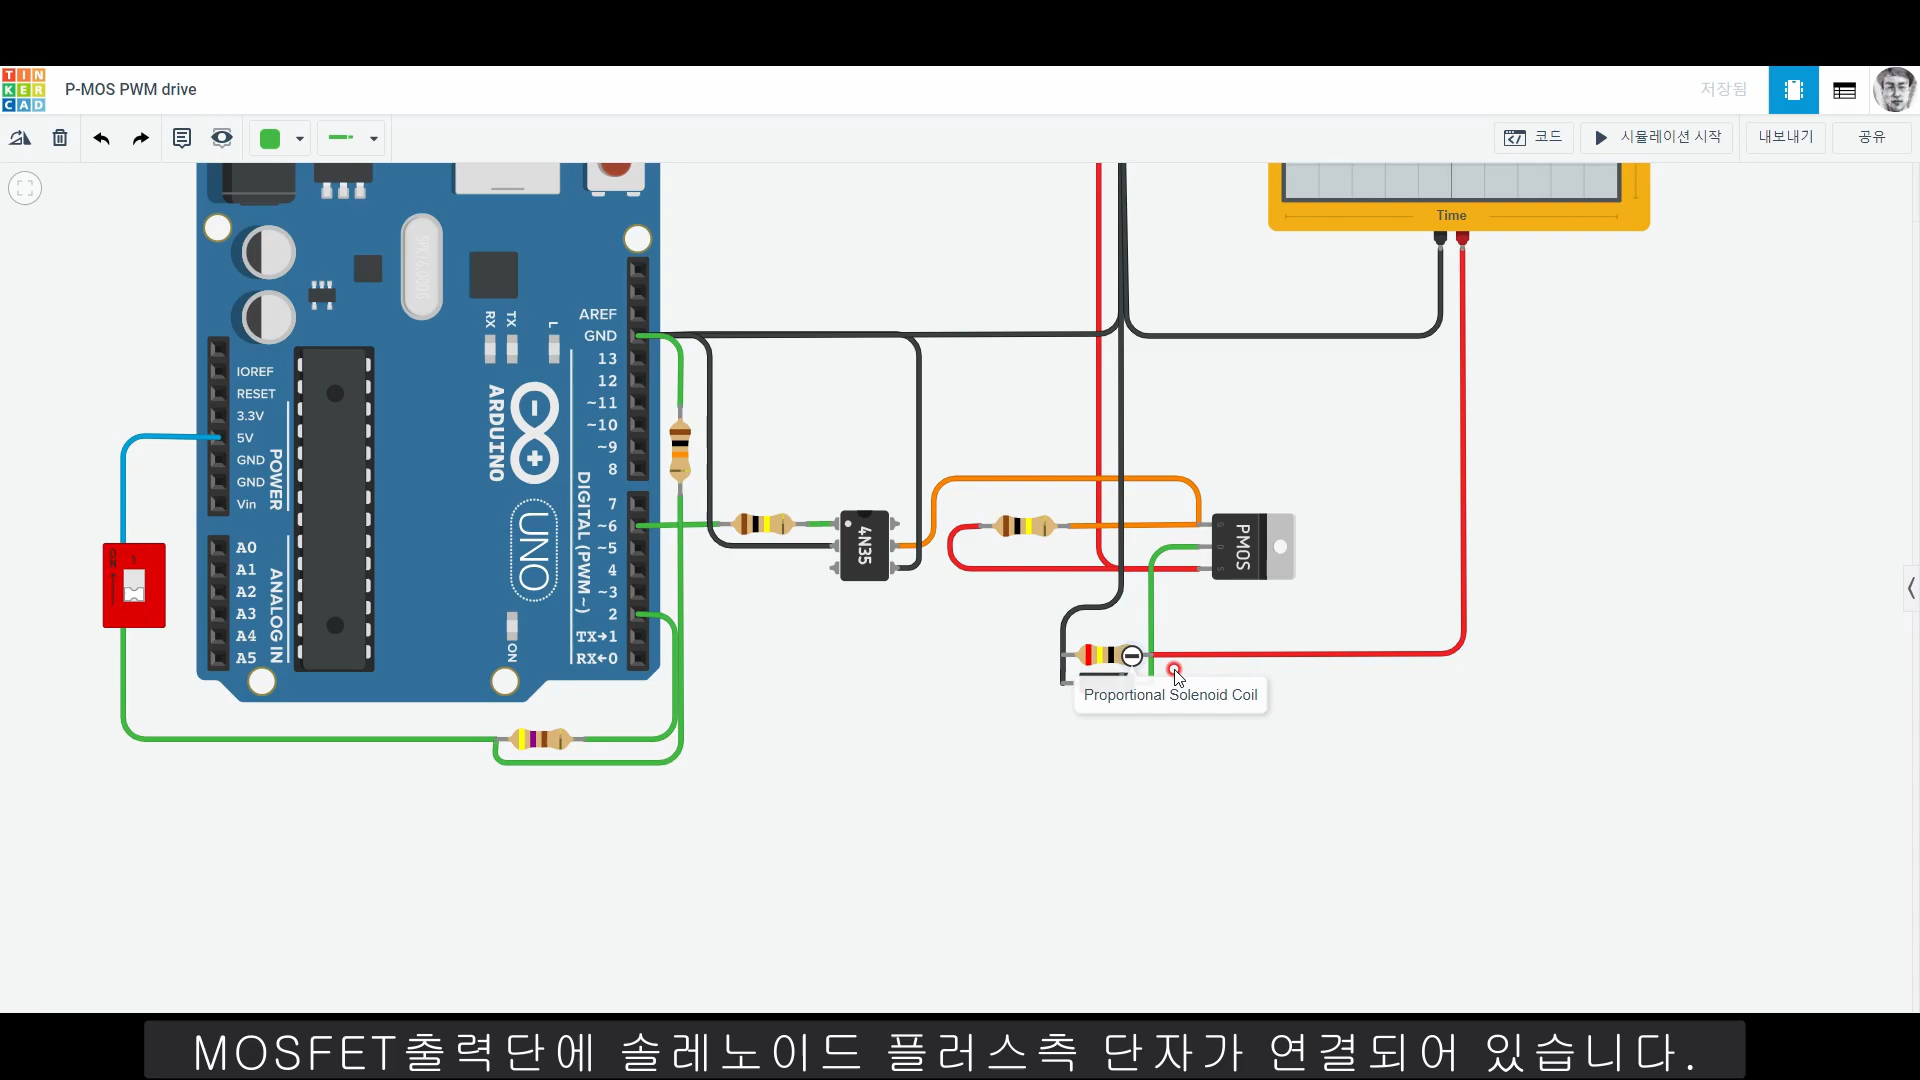 TIN
KER
CAD
P-MOS PWM drive
저장됨
코드
시뮬레이션 시작
내보내기
공유
Time
SPK16.000G
RX
TX
L
AREF
GND
13
12
~11
~10
~9
8
7
~6
~5
4
~3
2
TX→1
RX←0
IOREF
RESET
3.3V
5V
GND
GND
Vin
POWER
A0
A1
A2
A3
A4
A5
ANALOG IN
ARDUINO
UNO
DIGITAL (PWM~)
ON
ON
4N35
PMOS
G
D
S
Proportional Solenoid Coil
MOSFET출력단에 솔레노이드 플러스측 단자가 연결되어 있습니다.